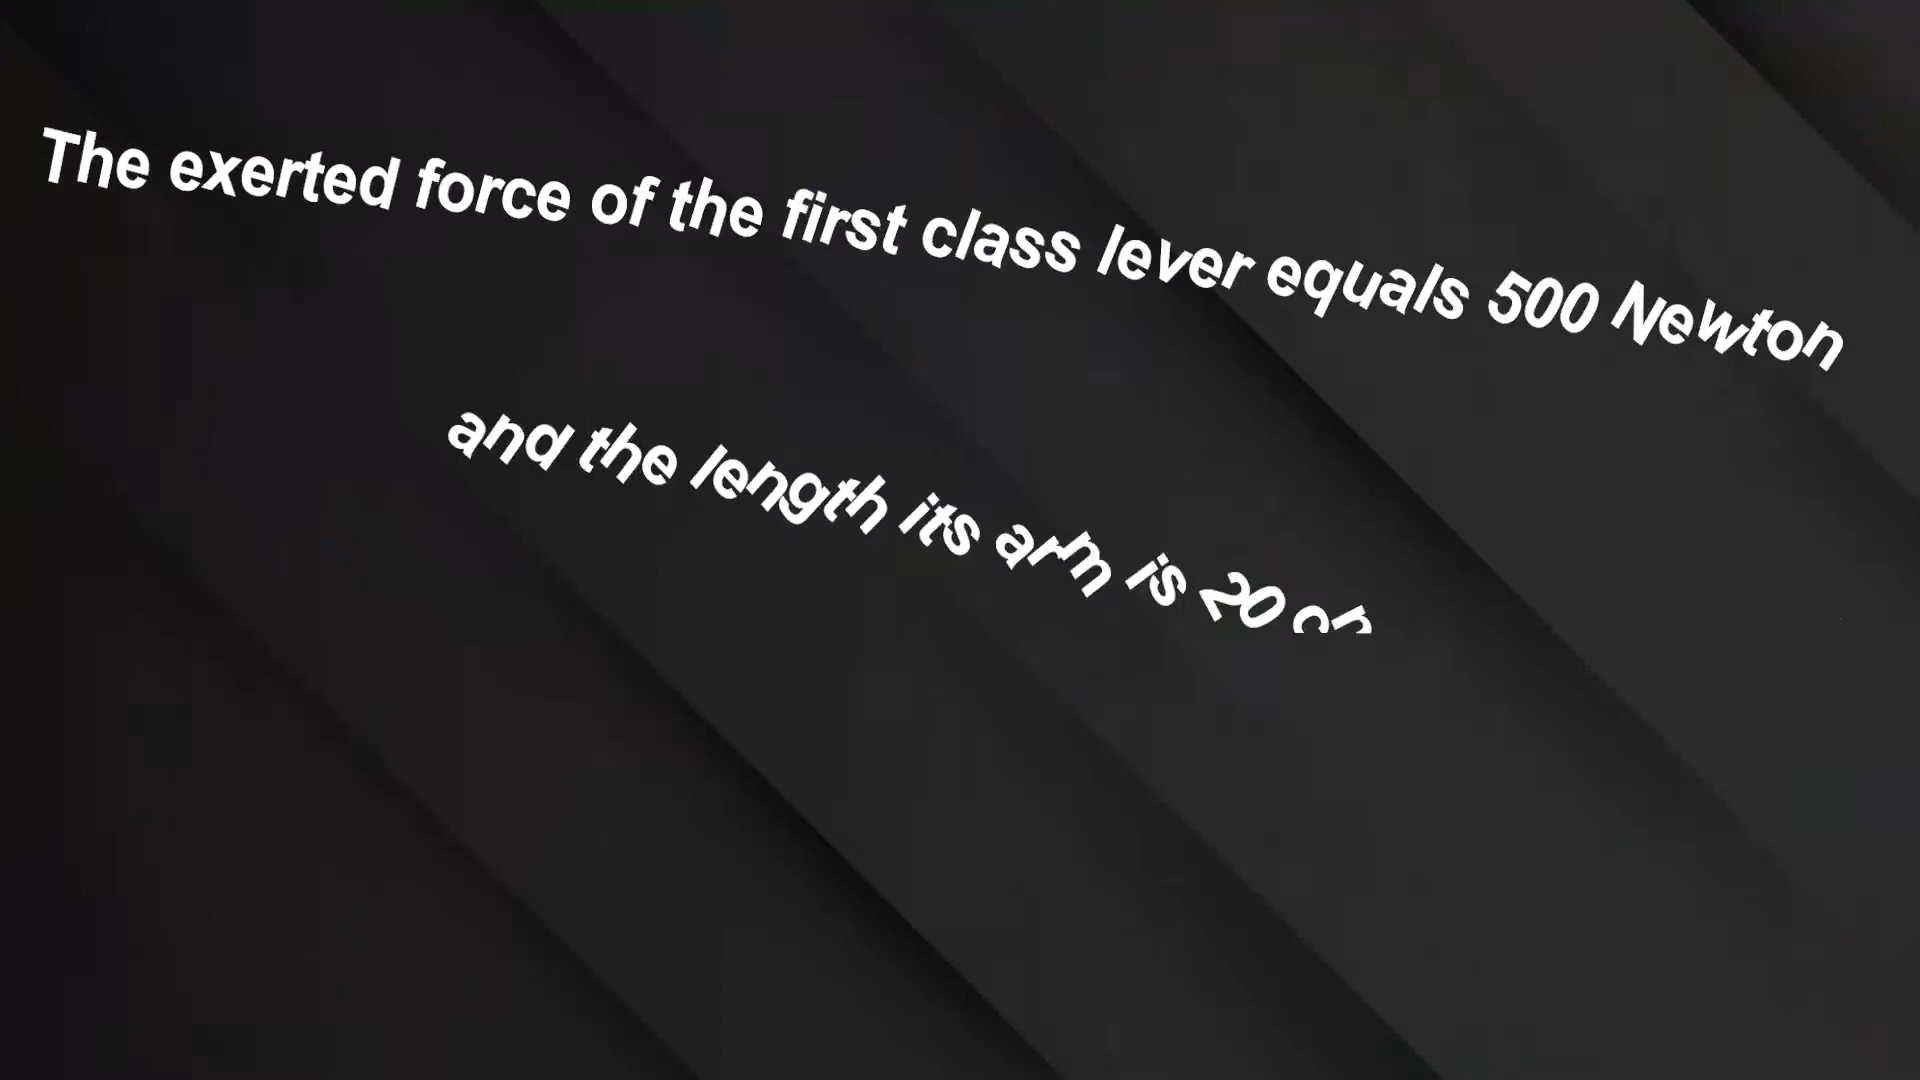 The exerted force of the first class lever equals 500 Newton
and the length its arm is 20